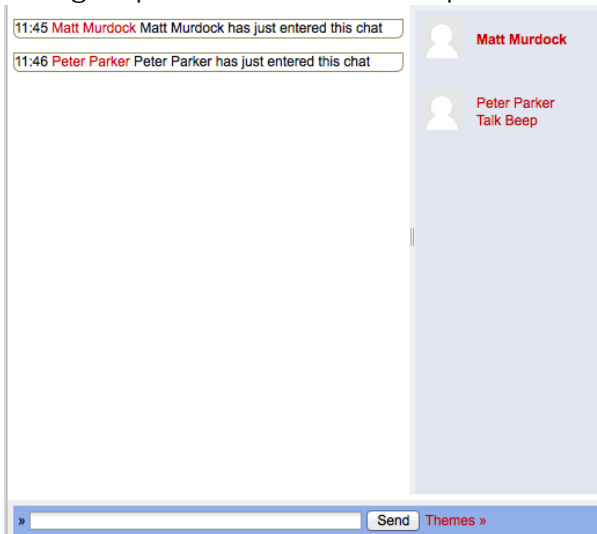 11:45 Matt Murdock Matt Murdock has just entered this chat
11:46 Peter Parker Peter Parker has just entered this chat
Matt Murdock
Peter Parker
Talk Beep
» Send Themes »